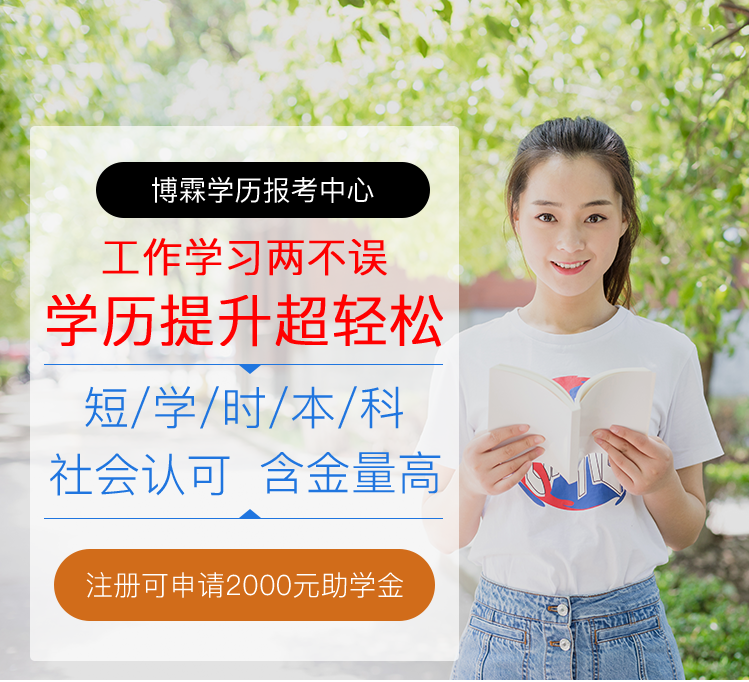 博霖学历报考中心
工作学习两不误
学历提升超轻松
短/学/时/本/科
社会认可 含金量高
注册可申请2000元助学金